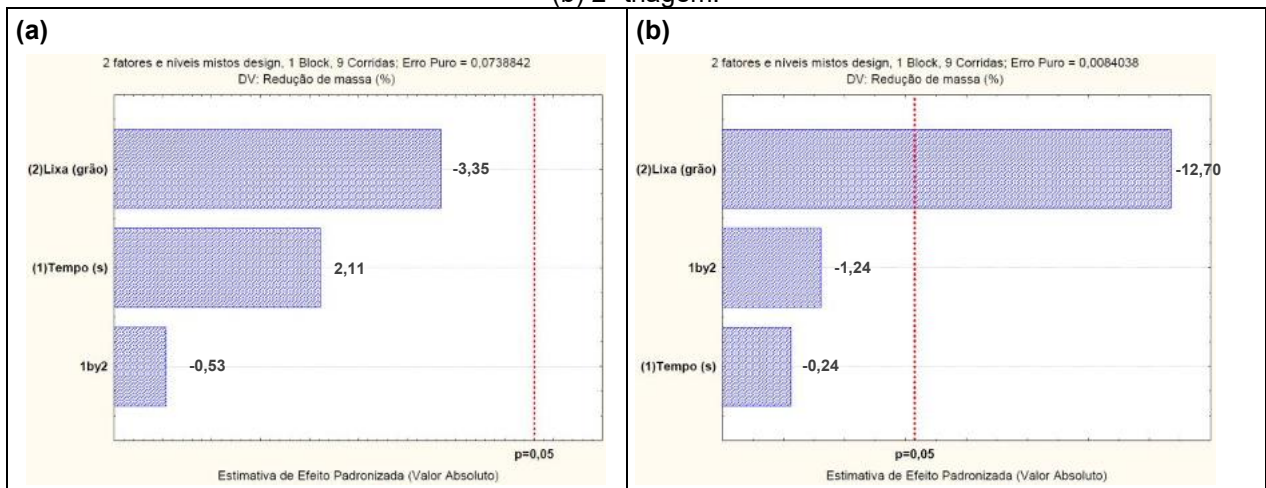 (b) 2ª triagem.
(a)
2 fatores e níveis mistos design, 1 Block, 9 Corridas; Erro Puro = 0,0738842
DV: Redução de massa (%)
(2)Lixa (grão)
-3,35
(1)Tempo (s)
2,11
1by2
-0,53
p=0,05
Estimativa de Efeito Padronizada (Valor Absoluto)
(b)
2 fatores e níveis mistos design, 1 Block, 9 Corridas; Erro Puro = 0,0084038
DV: Redução de massa (%)
(2)Lixa (grão)
-12,70
1by2
-1,24
(1)Tempo (s)
-0,24
p=0,05
Estimativa de Efeito Padronizada (Valor Absoluto)